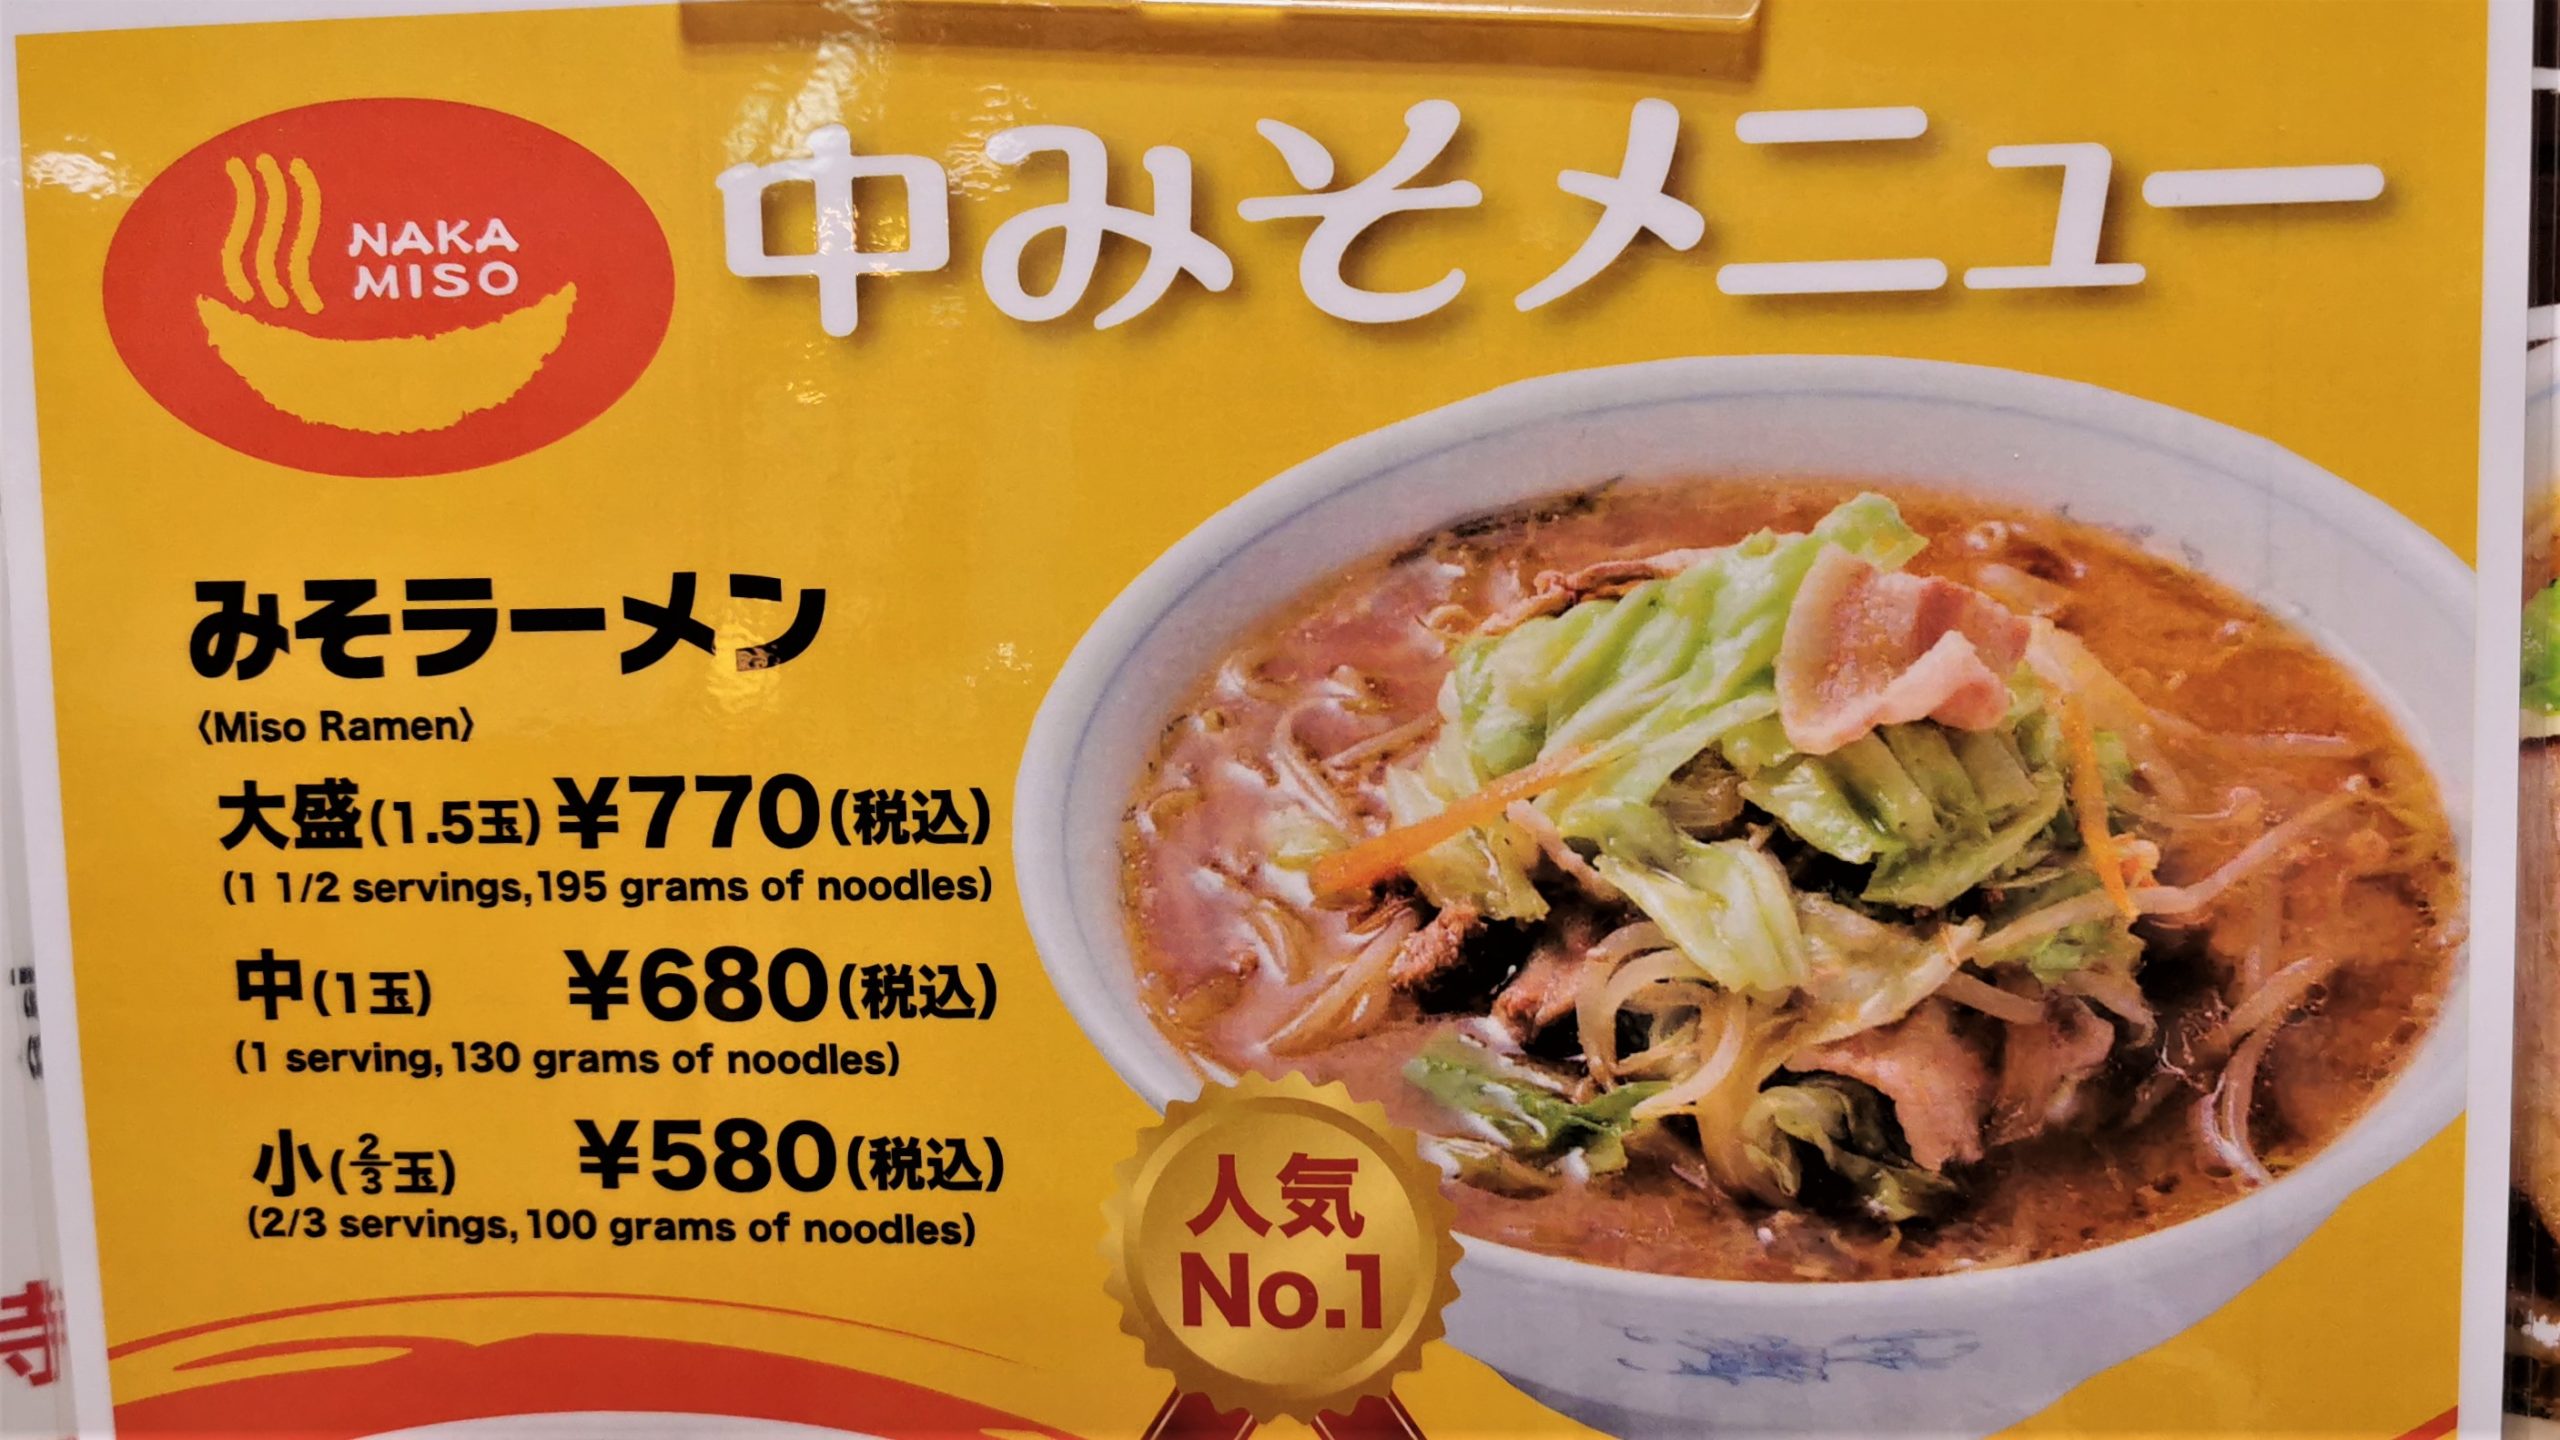 NAKA
MISO
中みそメニュー
みそラーメン
〈Miso Ramen〉
大盛(1.5玉) ¥770(税込)
(1 1/2 servings, 195 grams of noodles)
中(1玉) ¥680(税込)
(1 serving, 130 grams of noodles)
小(2/3玉) ¥580(税込)
(2/3 servings, 100 grams of noodles)
人気
No.1